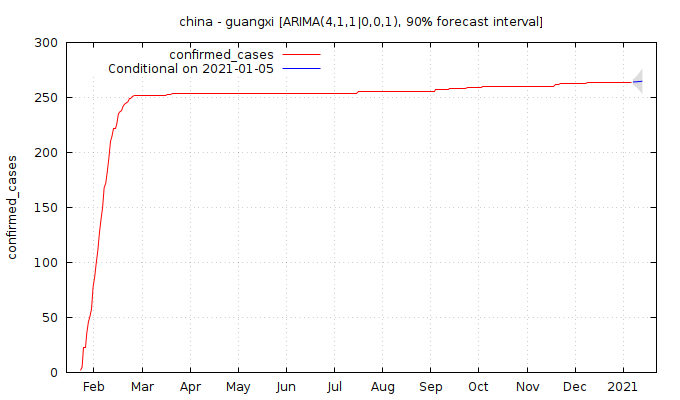 china - guangxi [ARIMA(4,1,1|0,0,1), 90% forecast interval]
confirmed_cases
Conditional on 2021-01-05
confirmed_cases
300
250
200
150
100
50
0
Feb Mar Apr May Jun Jul Aug Sep Oct Nov Dec 2021